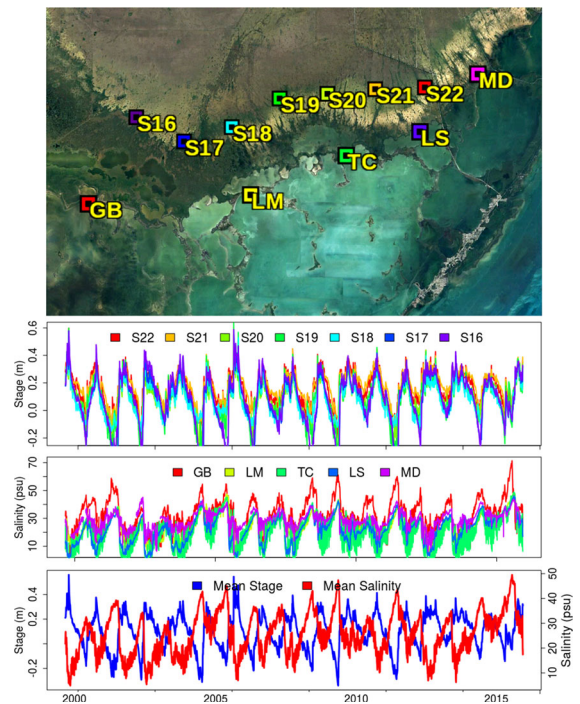 MD
S22
S21
S20
S19
S16
S18
S17
LS
TC
LM
GB
0.6
S22 S21 S20 S19 S18 S17 S16
0.4
Stage (m)
0.2
0.0
-0.2
70
GB LM TC LS MD
50
Salinity (psu)
30
10
Mean Stage Mean Salinity
50
0.4
40
Stage (m)
0.2
30
Salinity (psu)
20
-0.2
10
2000 2005 2010 2015